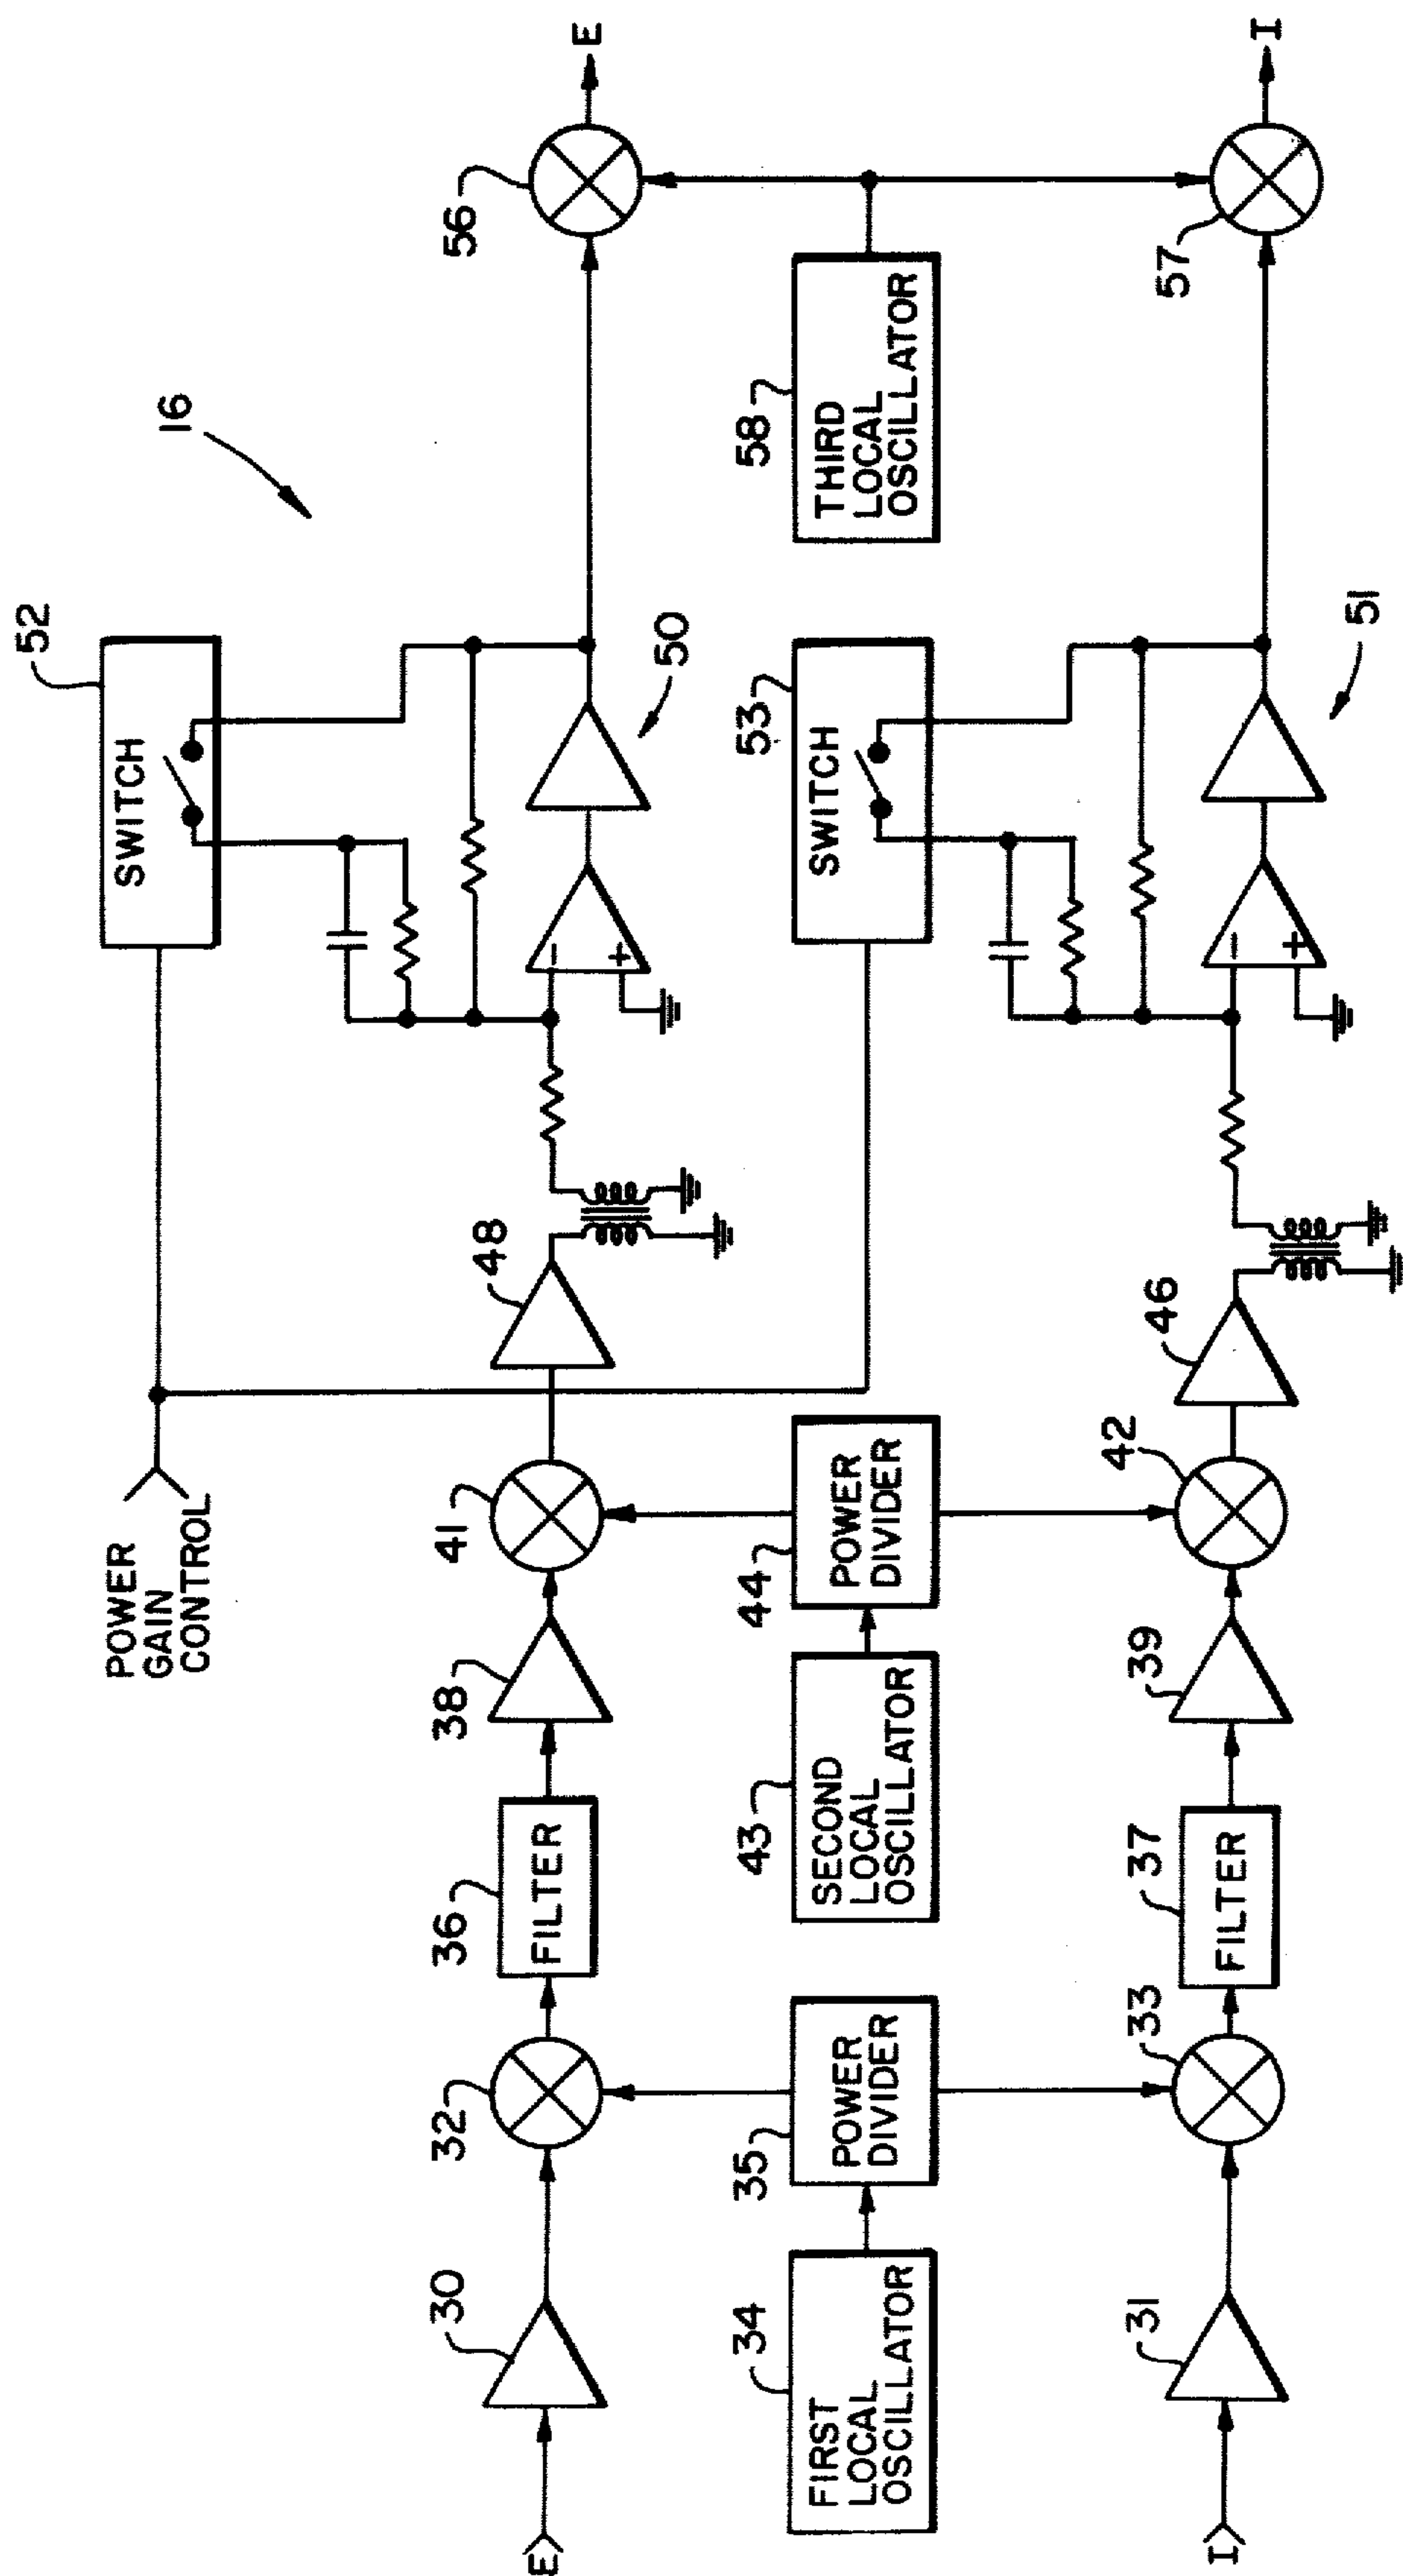 16
POWER
GAIN
CONTROL
52
SWITCH
E
30
32
36
FILTER
38
41
48
-
+
50
56
E
34
FIRST
LOCAL
OSCILLATOR
35
POWER
DIVIDER
43
SECOND
LOCAL
OSCILLATOR
44
POWER
DIVIDER
53
SWITCH
58
THIRD
LOCAL
OSCILLATOR
I
31
33
37
FILTER
39
42
46
-
+
51
57
I